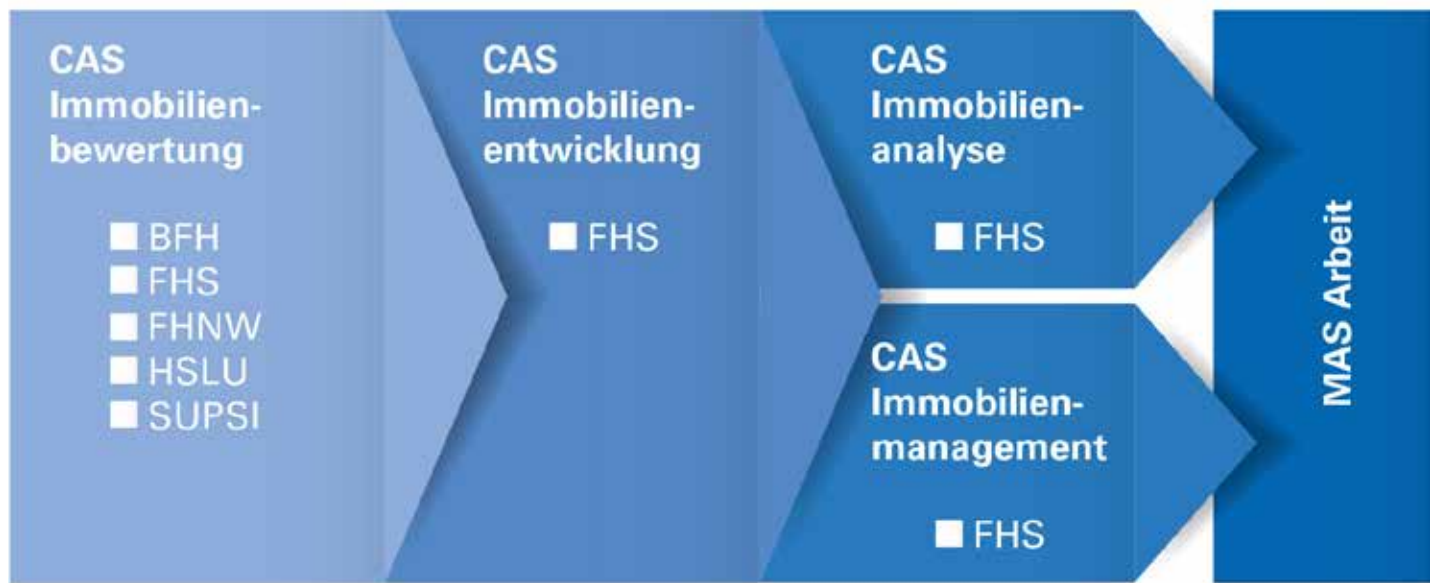 CAS
Immobilien-
bewertung
BFH
FHS
FHNW
HSLU
SUPSI
CAS
Immobilien-
entwicklung
FHS
CAS
Immobilien-
analyse
FHS
CAS
Immobilien-
management
FHS
MAS Arbeit